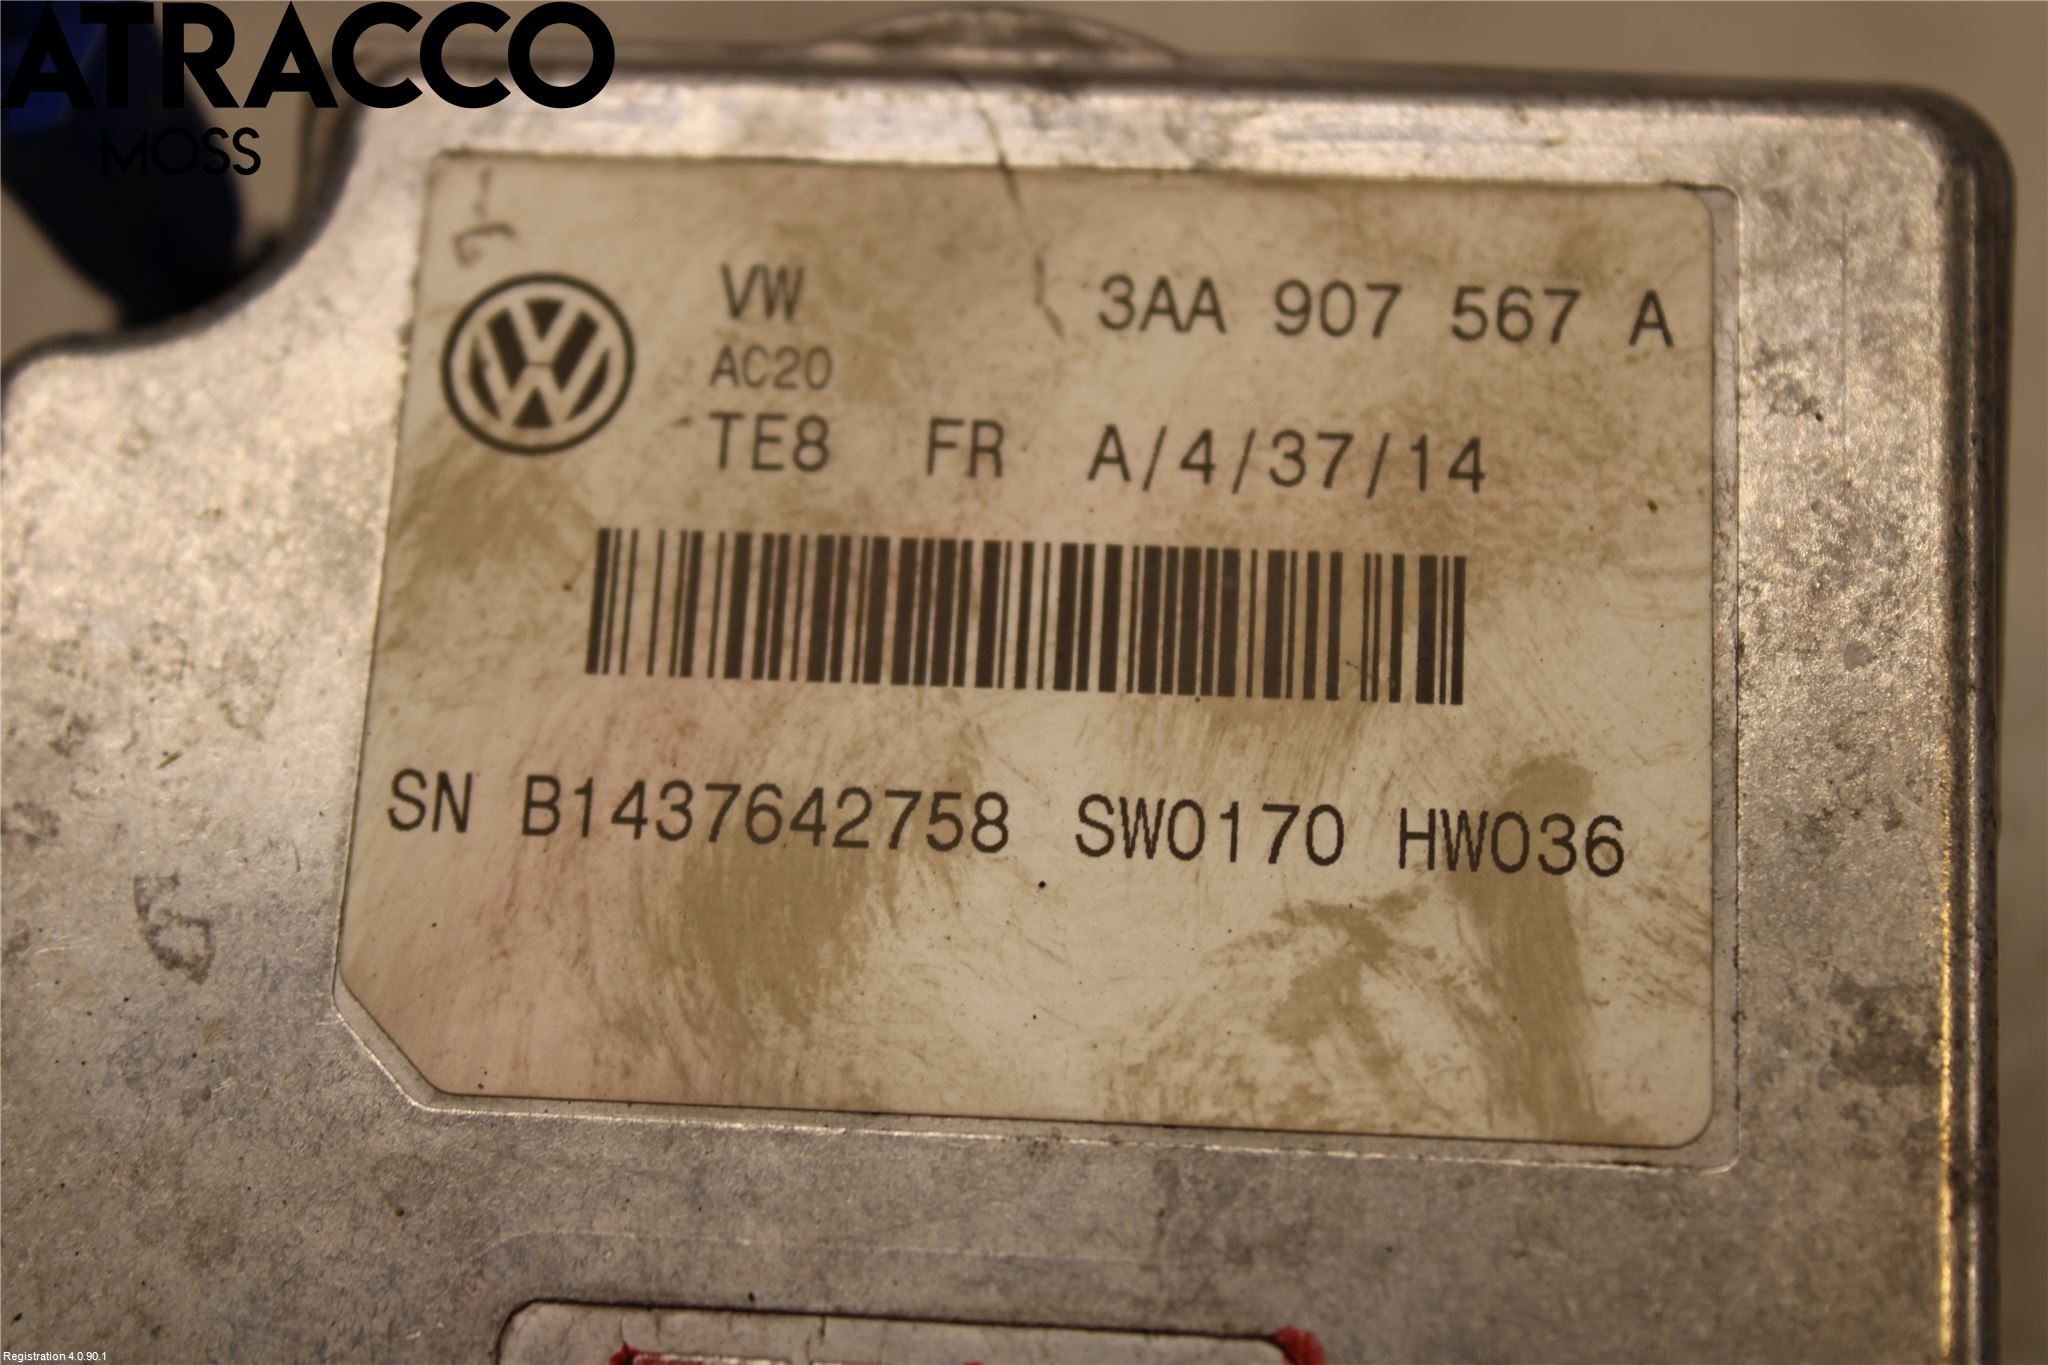 ATRACCO
MOSS
VW 3AA 907 567 A
AC20
TE8 FR A/4/37/14
SN B1437642758 SW0170 HW036
Registration 4.0.90.1